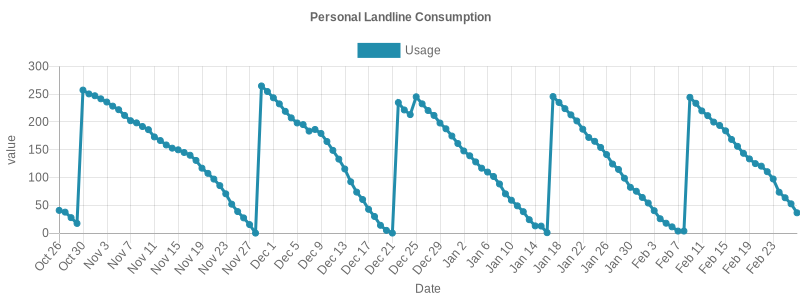 Personal Landline Consumption
Usage
300
250
200
150
100
50
0
value
Oct 26
Oct 30
Nov 3
Nov 7
Nov 11
Nov 15
Nov 19
Nov 23
Nov 27
Dec 1
Dec 5
Dec 9
Dec 13
Dec 17
Dec 21
Dec 25
Dec 29
Jan 2
Jan 6
Jan 10
Jan 14
Jan 18
Jan 22
Jan 26
Jan 30
Feb 3
Feb 7
Feb 11
Feb 15
Feb 19
Feb 23
Date